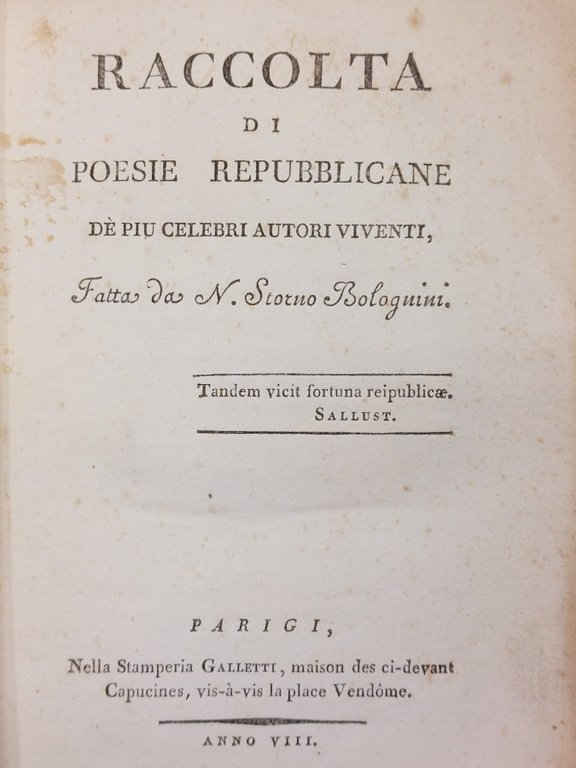 RACCOLTA
DI
POESIE REPUBBLICANE
DÈ PIU CELEBRI AUTORI VIVENTI,
Fatta da N. Storno Bolognini.
Tandem vicit fortuna reipublicæ.
SALLUST.
PARIGI,
Nella Stamperia GALLETTI, maison des ci-devant
Capucines, vis-à-vis la place Vendôme.
ANNO VIII.